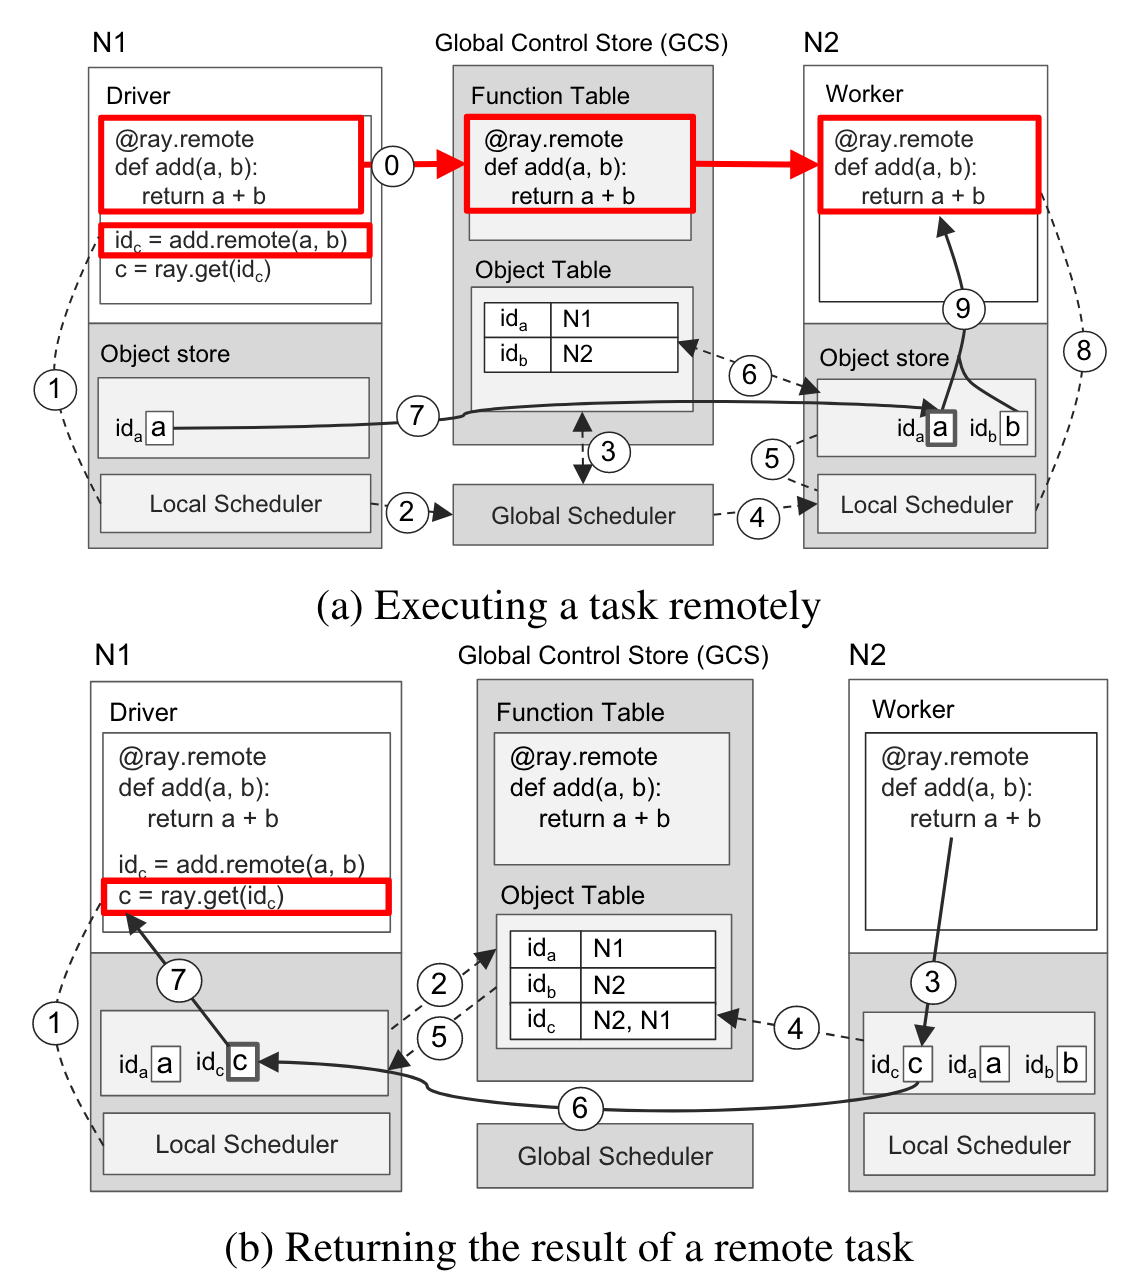 N1
Global Control Store (GCS)
N2
Driver
@ray.remote
def add(a, b):
return a + b
id_c = add.remote(a, b)
c = ray.get(id_c)
0
Function Table
@ray.remote
def add(a, b):
return a + b
Worker
@ray.remote
def add(a, b):
return a + b
Object Table
id_a N1
id_b N2
9
8
6
1
Object store
id_a a
7
3
Object store
id_a a id_b b
5
Local Scheduler
2
Global Scheduler
4
Local Scheduler
(a) Executing a task remotely
N1
Global Control Store (GCS)
N2
Driver
@ray.remote
def add(a, b):
return a + b
id_c = add.remote(a, b)
c = ray.get(id_c)
Function Table
@ray.remote
def add(a, b):
return a + b
Worker
@ray.remote
def add(a, b):
return a + b
Object Table
id_a N1
id_b N2
id_c N2, N1
7
2
3
1
5
4
id_a a id_c c
id_c c id_a a id_b b
6
Local Scheduler
Global Scheduler
Local Scheduler
(b) Returning the result of a remote task